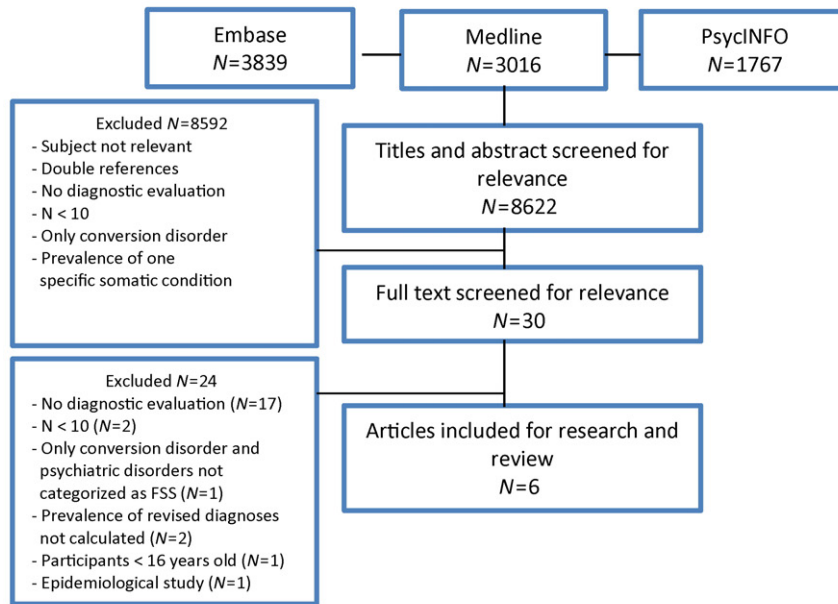 Embase
N=3839
Medline
N=3016
PsycINFO
N=1767
Excluded N=8592
- Subject not relevant
- Double references
- No diagnostic evaluation
- N < 10
- Only conversion disorder
- Prevalence of one
specific somatic condition
Titles and abstract screened for
relevance
N=8622
Full text screened for relevance
N=30
Excluded N=24
- No diagnostic evaluation (N=17)
- N < 10 (N=2)
- Only conversion disorder and
psychiatric disorders not
categorized as FSS (N=1)
- Prevalence of revised diagnoses
not calculated (N=2)
- Participants < 16 years old (N=1)
- Epidemiological study (N=1)
Articles included for research and
review
N=6